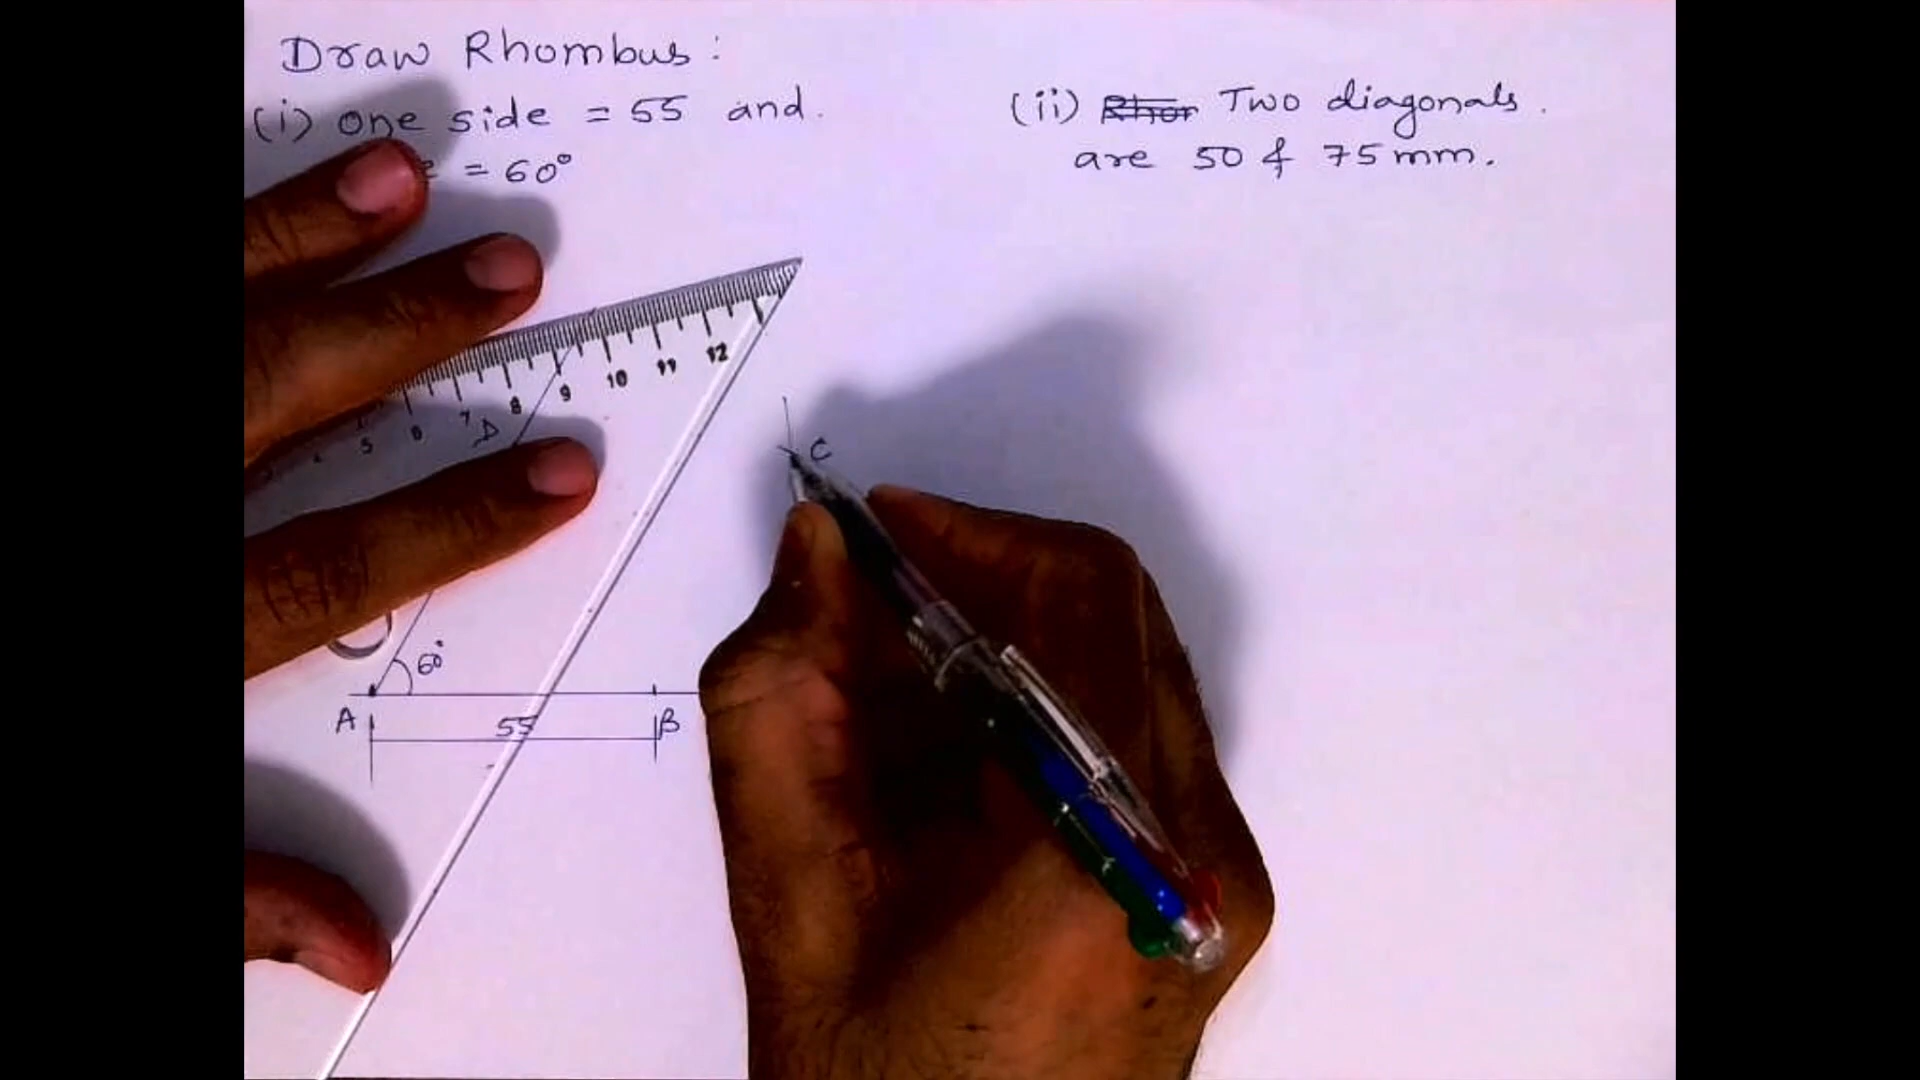 Draw Rhombus:
(i) One side = 55 and.
= 60°
(ii) Two diagonals.
are 50 & 75 mm.
5 6 7 8 9 10 11 12
D
C
60°
A
55
B